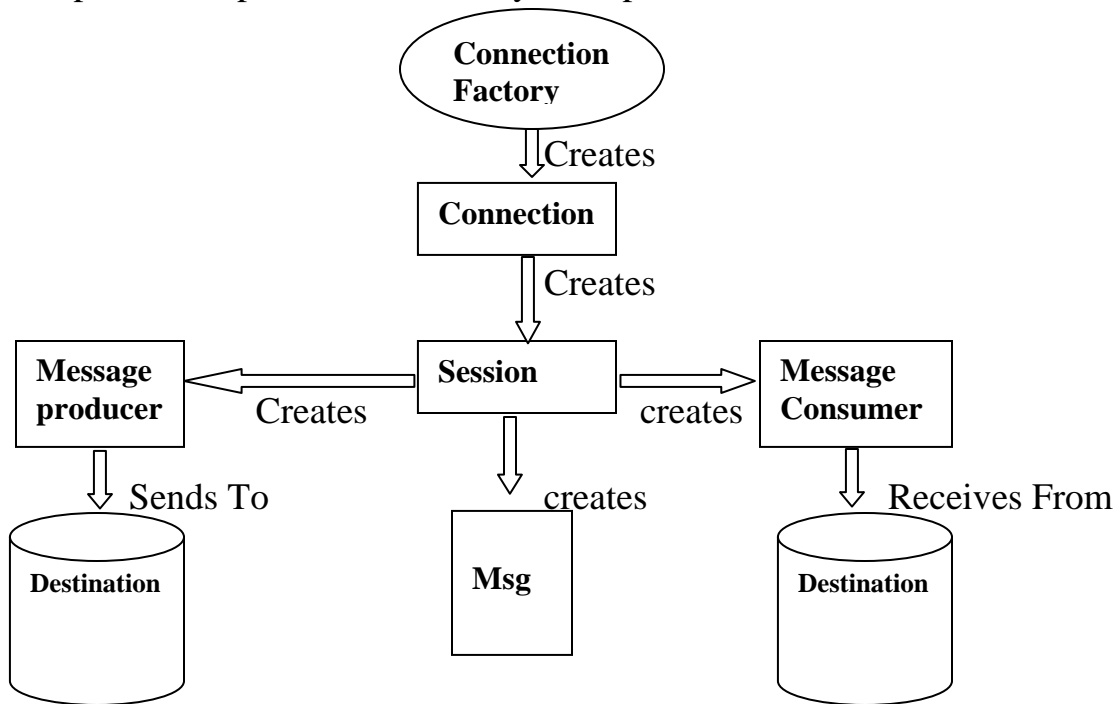 Connection
Factory
Creates
Connection
Creates
Message
producer
Session
Message
Consumer
Creates
creates
Sends To
creates
Receives From
Destination
Msg
Destination